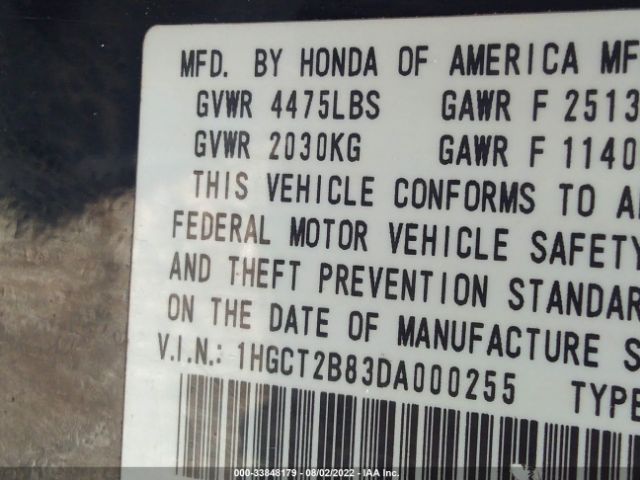 MFD. BY HONDA OF AMERICA MF
GVWR 4475LBS GAWR F 2513
GVWR 2030KG GAWR F 1140
THIS VEHICLE CONFORMS TO A
FEDERAL MOTOR VEHICLE SAFETY
AND THEFT PREVENTION STANDAR
ON THE DATE OF MANUFACTURE S
V.I.N.: 1HGCT2B83DA000255 TYPE
000-33848179 - 08/02/2022 - IAA Inc.